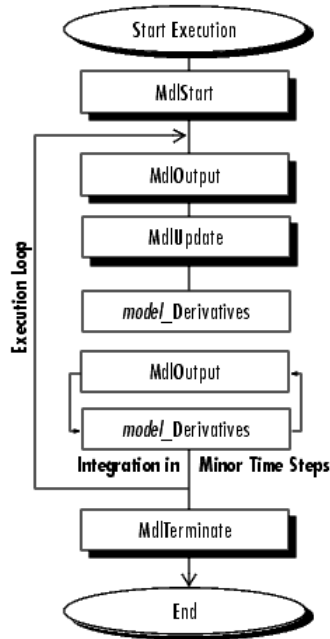 Start Execution
MdlStart
MdlOutput
MdlUpdate
model_Derivatives
Execution Loop
MdlOutput
model_Derivatives
Integration in Minor Time Steps
MdlTerminate
End